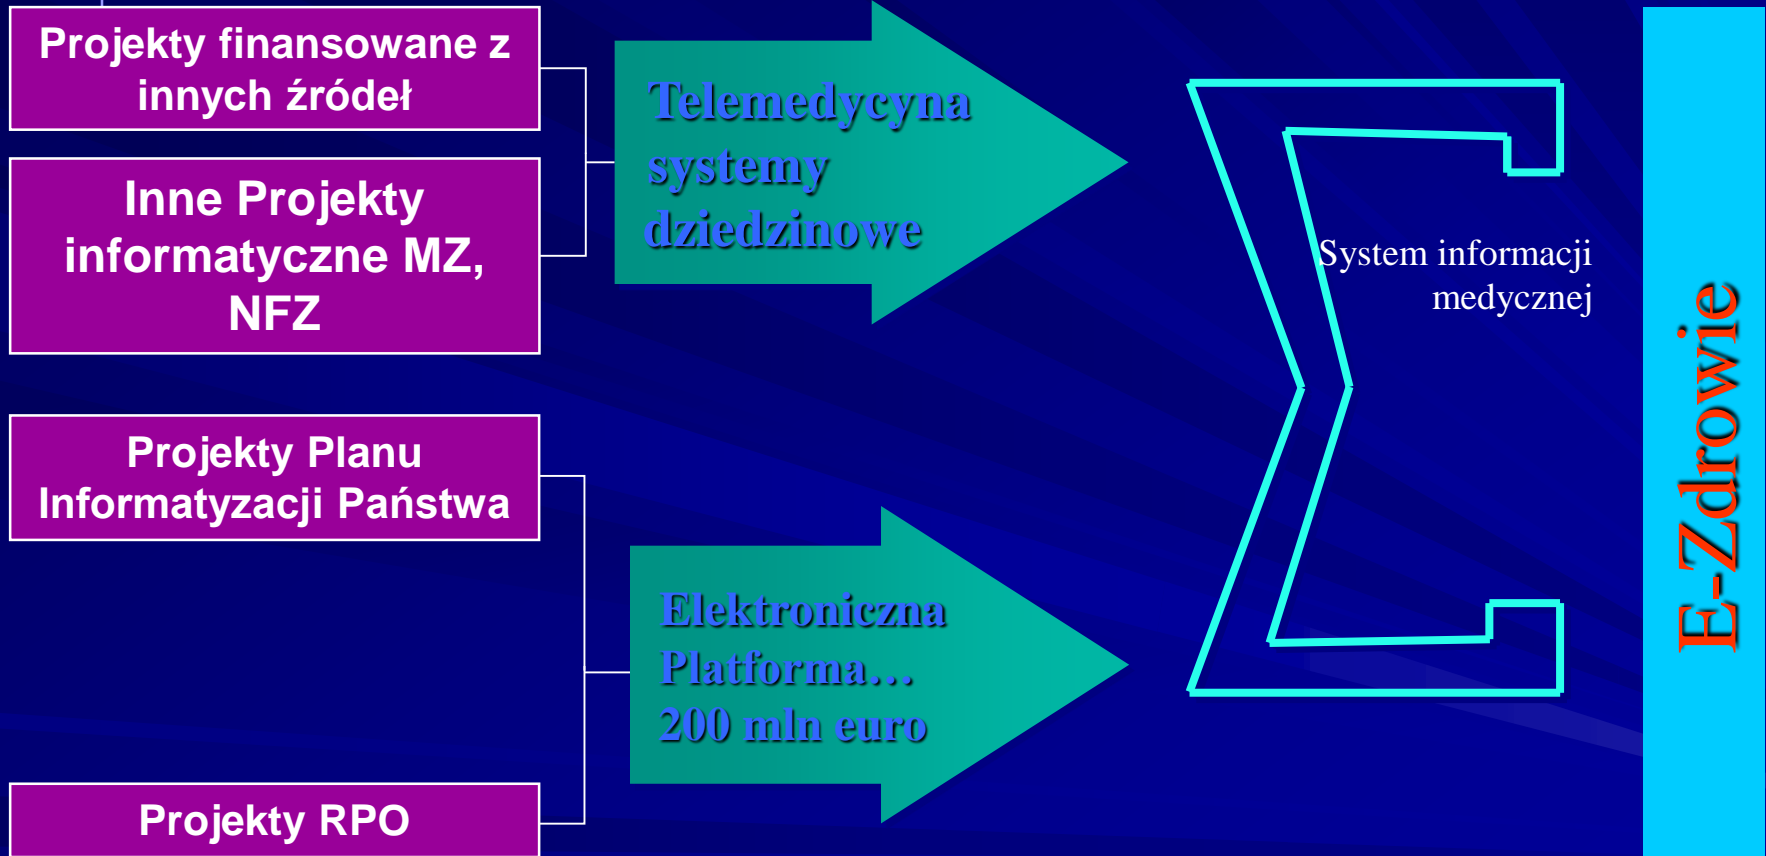 Projekty finansowane z
innych źródeł
Inne Projekty
informatyczne MZ,
NFZ
Projekty Planu
Informatyzacji Państwa
Projekty RPO
Telemedycyna
systemy
dziedzinowe
Elektroniczna
Platforma…
200 mln euro
System informacji
medycznej
E-Zdrowie